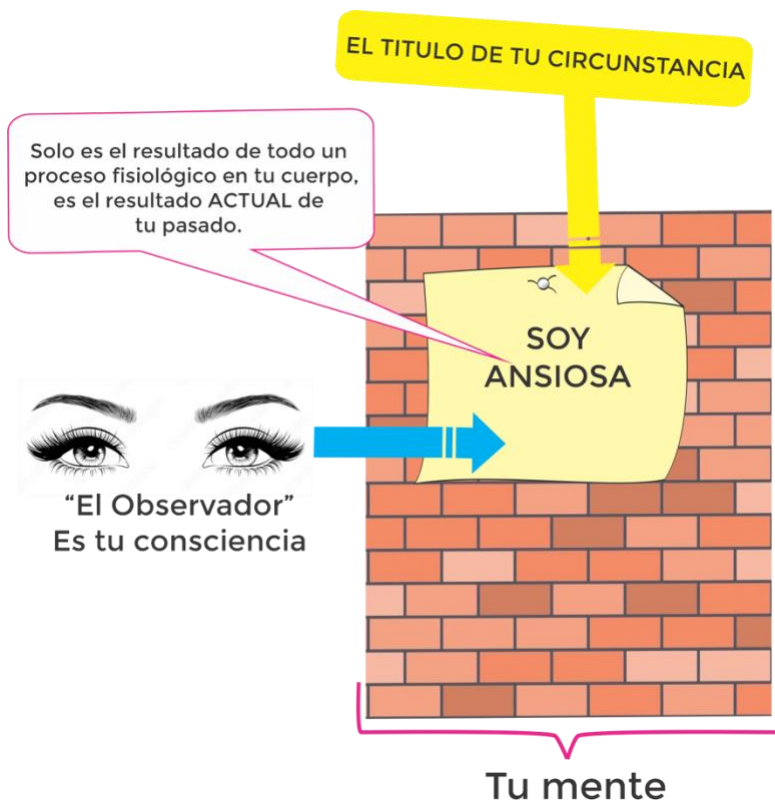 EL TITULO DE TU CIRCUNSTANCIA
Solo es el resultado de todo un
proceso fisiológico en tu cuerpo,
es el resultado ACTUAL de
tu pasado.
SOY
ANSIOSA
“El Observador”
Es tu consciencia
Tu mente